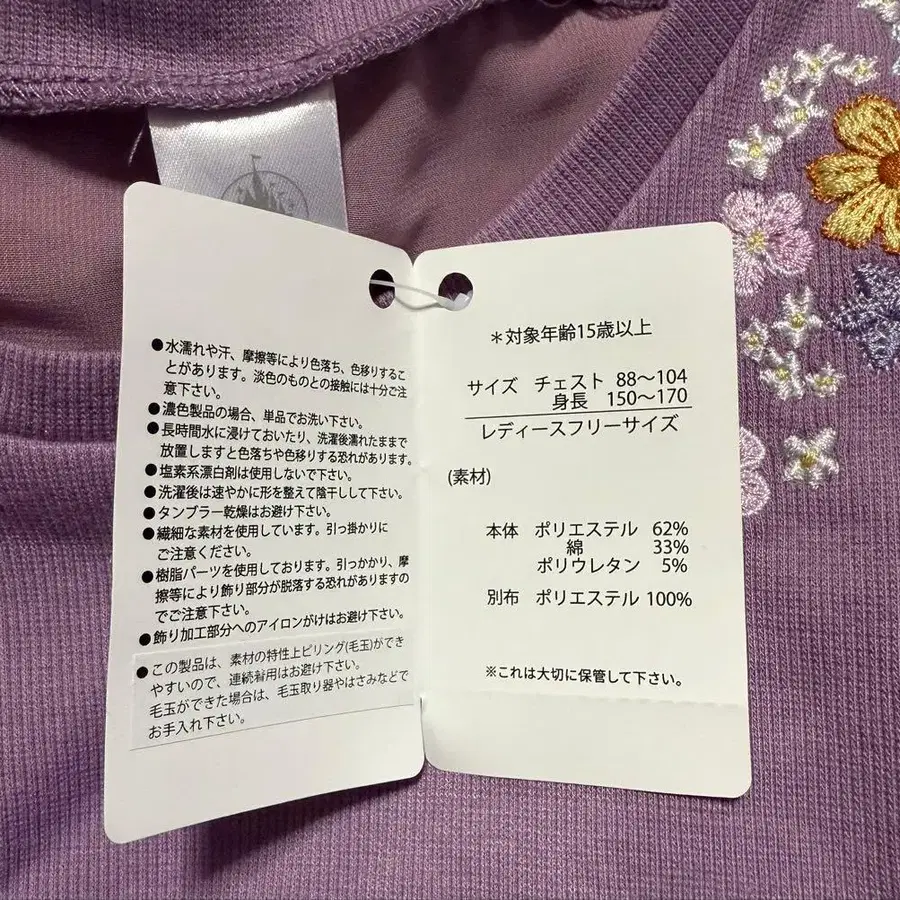 ●水濡れや汗、摩擦等により色落ち、色移りするこ
とがあります。淡色のものとの接触には十分ご注
意下さい。
●濃色製品の場合、単品でお洗い下さい。
●長時間水に浸けておいたり、洗濯後濡れたままで
放置しますと色落ちや色移りする恐れがあります。
●塩素系漂白剤は使用しないで下さい。
●洗濯後は速やかに形を整えて陰干しして下さい。
●タンブラー乾燥はお避け下さい。
●繊細な素材を使用しています。引っ掛かりに
ご注意ください。
●樹脂パーツを使用しております。引っかかり、摩
擦等により飾り部分が脱落する恐れがありますの
でご注意下さい。
●飾り加工部分へのアイロンがけはお避け下さい。
●この製品は、素材の特性上ピリング(毛玉)ができ
やすいので、連続着用はお避け下さい。
毛玉ができた場合は、毛玉取り器やはさみなどで
お手入れ下さい。
＊対象年齢15歳以上
サイズ チェスト 88～104
身長 150～170
レディースフリーサイズ
(素材)
本体 ポリエステル 62%
綿 33%
ポリウレタン 5%
別布 ポリエステル 100%
※これは大切に保管して下さい。